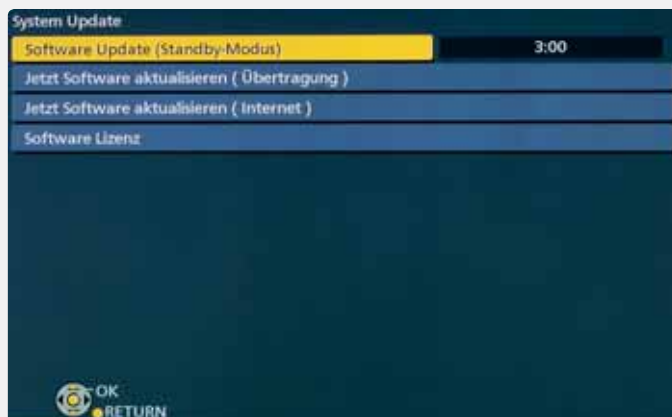 System Update
Software Update (Standby-Modus) 3:00
Jetzt Software aktualisieren ( Übertragung )
Jetzt Software aktualisieren ( Internet )
Software Lizenz
OK
RETURN